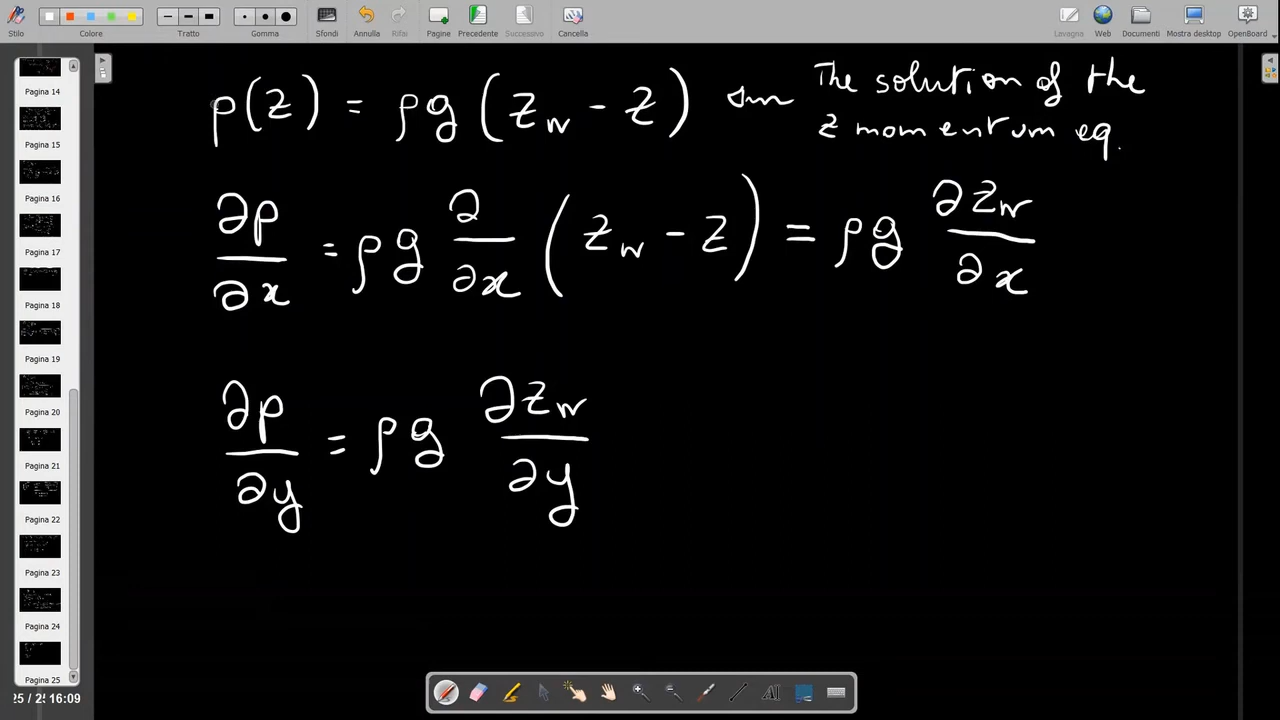 Stilo Colore Tratto Gomma Sfondi Annulla Rifai Pagine Precedente Successivo Cancella Lavagna Web Documenti Mostra desktop OpenBoard
Pagina 14
Pagina 15
Pagina 16
Pagina 17
Pagina 18
Pagina 19
Pagina 20
Pagina 21
Pagina 22
Pagina 23
Pagina 24
Pagina 25
16:09
p(z) = ρg(z_w − z)
The solution of the
z momentum eq.
∂p/∂x = ρg ∂/∂x (z_w − z) = ρg ∂z_w/∂x
∂p/∂y = ρg ∂z_w/∂y